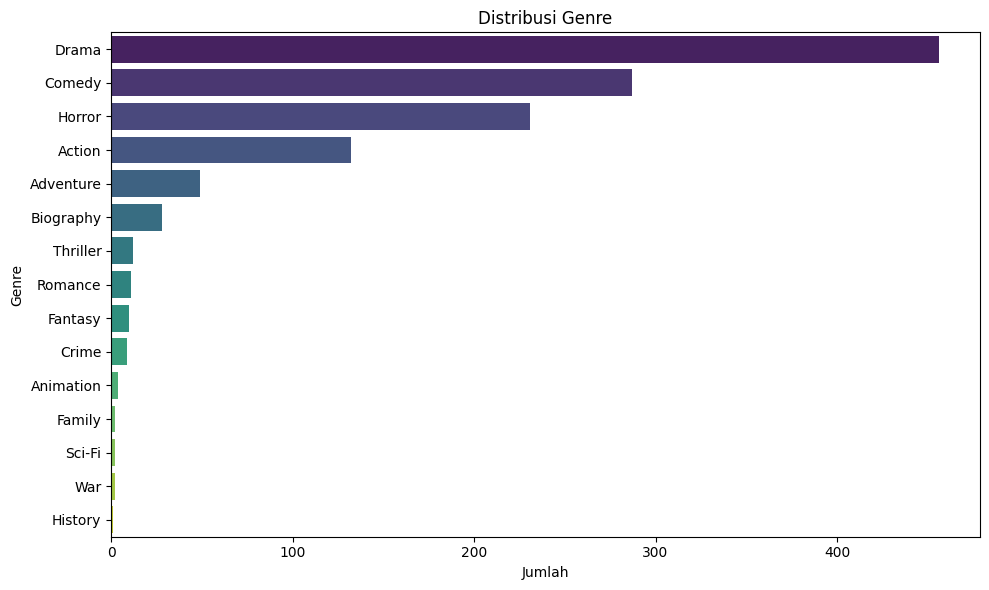 Distribusi Genre
Genre
Drama
Comedy
Horror
Action
Adventure
Biography
Thriller
Romance
Fantasy
Crime
Animation
Family
Sci-Fi
War
History
0 100 200 300 400
Jumlah